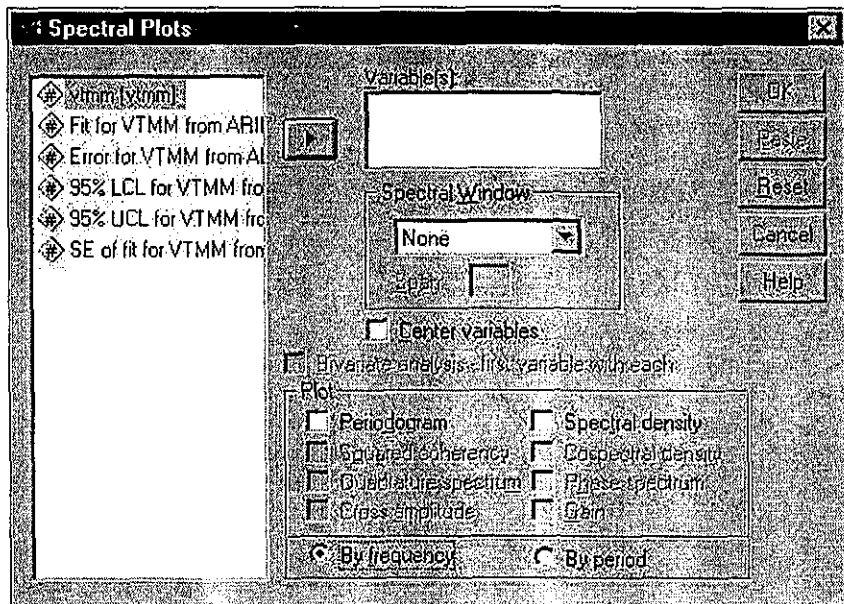 Spectral Plots
vtmm [vtmm]
Fit for VTMM from ARII
Error for VTMM from AI
95% LCL for VTMM fro
95% UCL for VTMM fro
SE of fit for VTMM from
Variable(s):
Spectral Window
None
Span:
Center variables
Bivariate analysis - first variable with each
Plot
Periodogram
Spectral density
Squared coherency
Cospectral density
Quadrature spectrum
Phase spectrum
Cross amplitude
Gain
By frequency
By period
OK
Paste
Reset
Cancel
Help